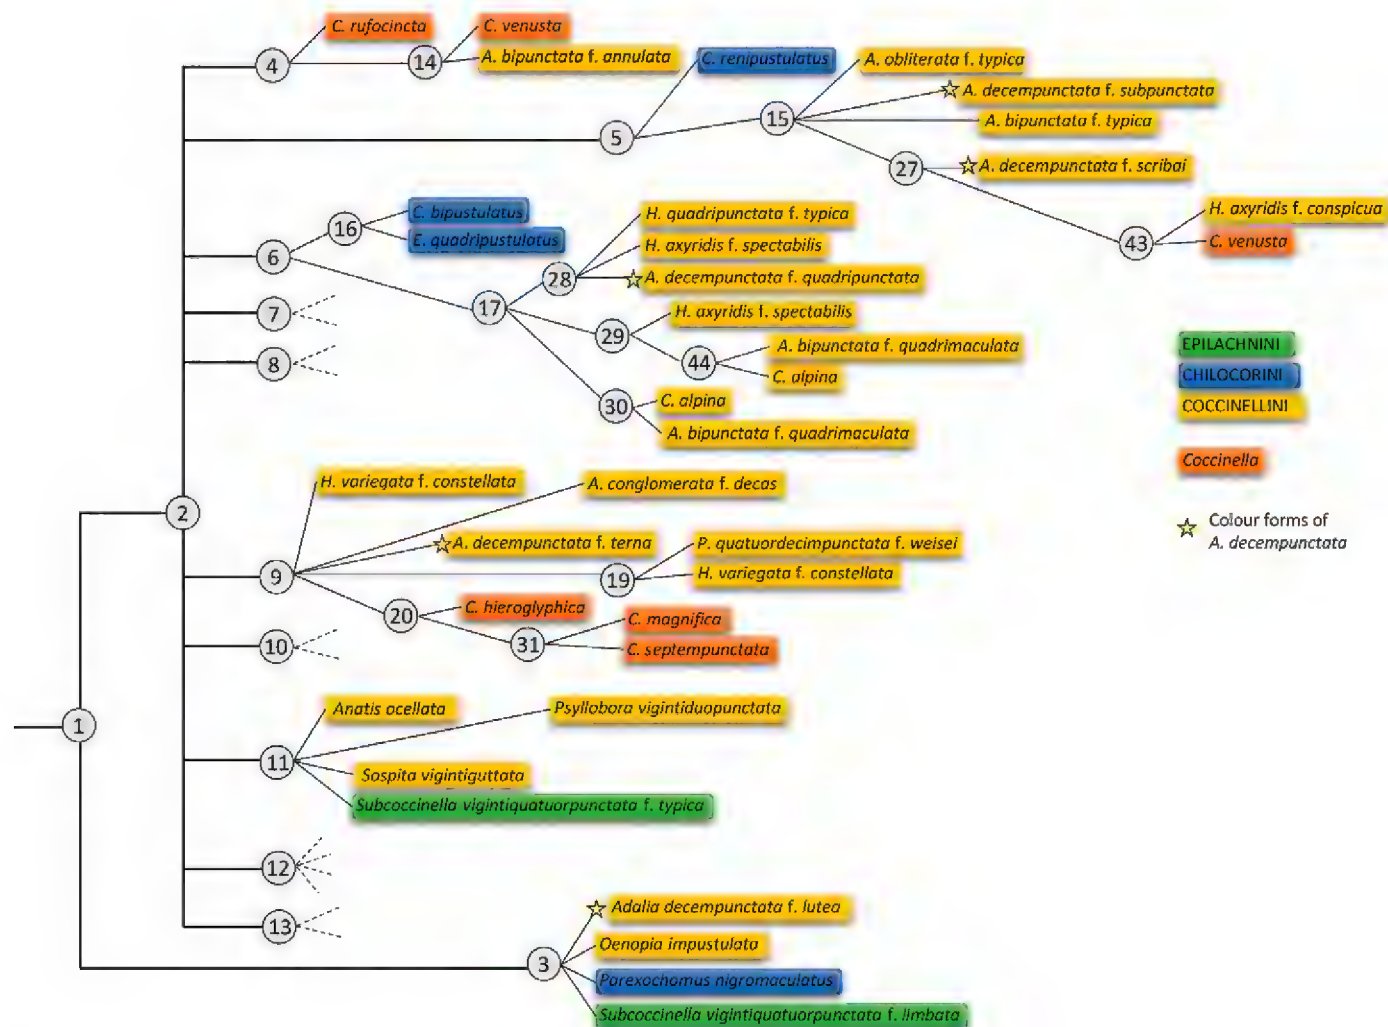 C. rufocincta
C. venusta
4
14
A. bipunctata f. annulata
C. renipustulatus
A. obliterata f. typica
A. decempunctata f. subpunctata
5
15
A. bipunctata f. typica
27
A. decempunctata f. scribai
C. bipustulatus
16
E. quadripustulatus
6
H. quadripunctata f. typica
H. axyridis f. spectabilis
28
A. decempunctata f. quadripunctata
H. axyridis f. conspicua
43
C. venusta
17
H. axyridis f. spectabilis
29
A. bipunctata f. quadrimaculata
44
C. alpina
7
8
C. alpina
30
A. bipunctata f. quadrimaculata
EPILACHNINI
CHILOCORINI
COCCINELLINI
Coccinella
Colour forms of
A. decempunctata
H. variegata f. constellata
A. conglomerata f. decas
2
A. decempunctata f. terna
P. quatuordecimpunctata f. weisei
9
19
H. variegata f. constellata
20
C. hieroglyphica
C. magnifica
31
C. septempunctata
10
1
Anatis ocellata
Psyllobora vigintiduopunctata
11
Sospita vigintiguttata
Subcoccinella vigintiquatuorpunctata f. typica
12
13
Adalia decempunctata f. lutea
Oenopia impustulata
3
Parexochomus nigromaculatus
Subcoccinella vigintiquatuorpunctata f. limbata